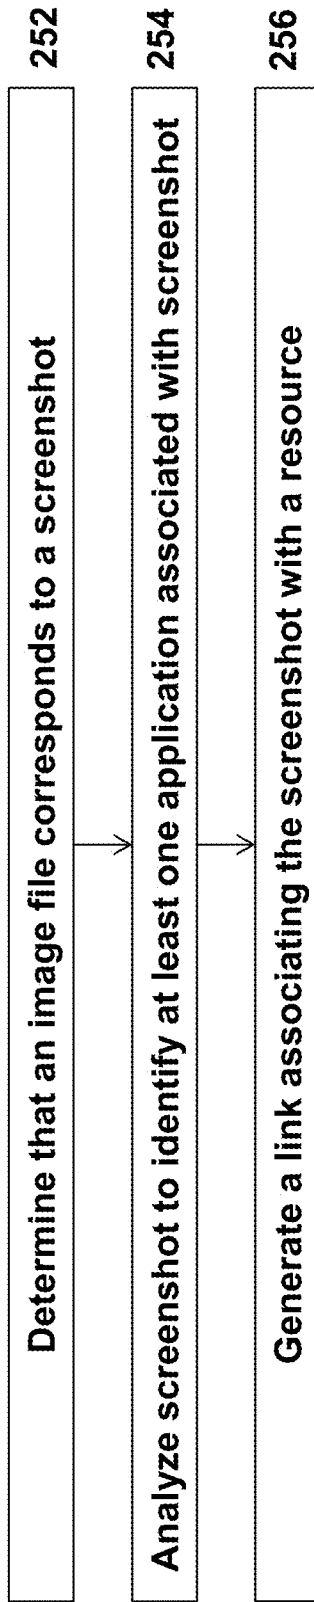 Determine that an image file corresponds to a screenshot 252
Analyze screenshot to identify at least one application associated with screenshot 254
Generate a link associating the screenshot with a resource 256